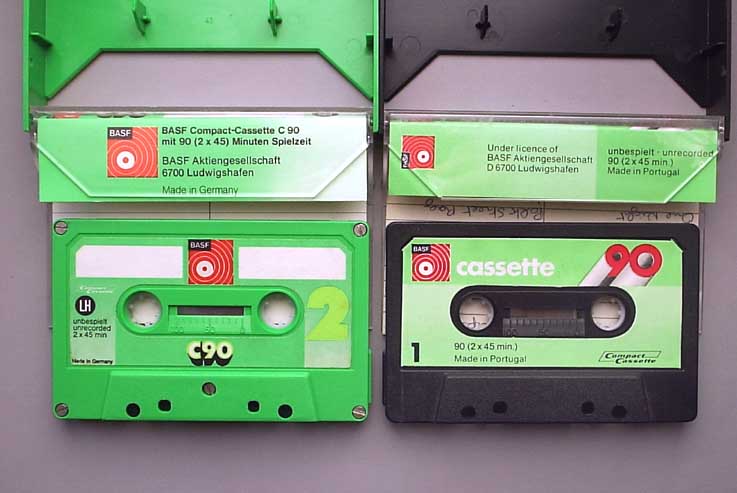 BASF
BASF Compact-Cassette C 90
mit 90 (2 x 45) Minuten Spielzeit
BASF Aktiengesellschaft
6700 Ludwigshafen
Made in Germany
BASF
Under licence of
BASF Aktiengesellschaft
D 6700 Ludwigshafen
unbespielt · unrecorded
90 (2 x 45 min.)
Made in Portugal
BASF
Compact
Cassette
LH
unbespielt
unrecorded
2 x 45 min
Made in Germany
2
C90
BASF
cassette
90
1
90 (2 x 45 min.)
Made in Portugal
Compact
Cassette